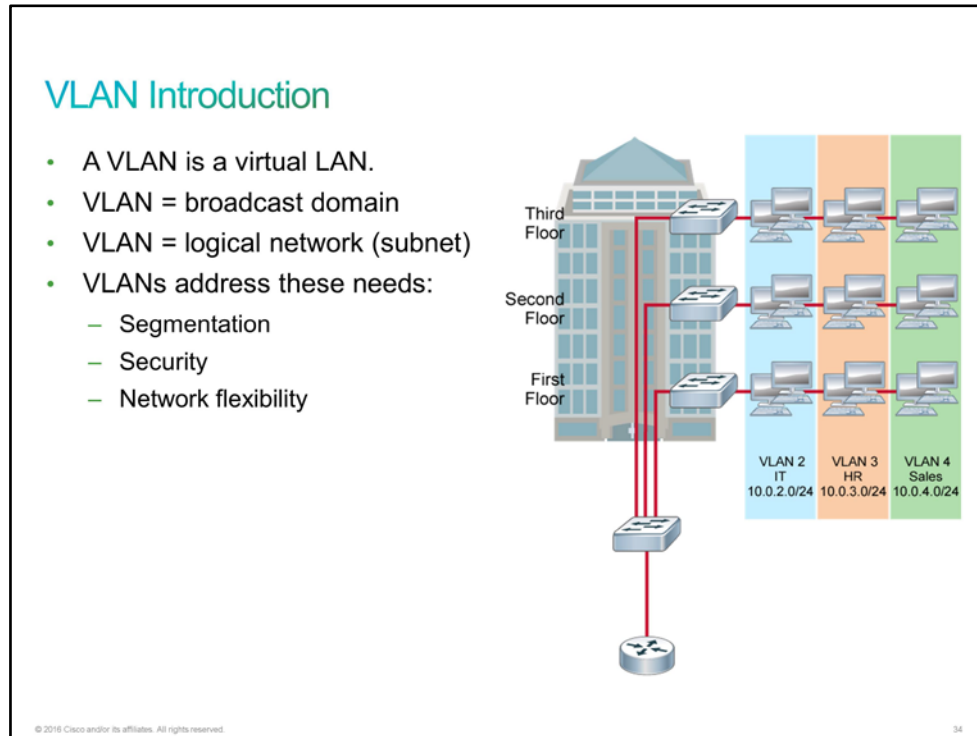 VLAN Introduction
• A VLAN is a virtual LAN.
• VLAN = broadcast domain
• VLAN = logical network (subnet)
• VLANs address these needs:
– Segmentation
– Security
– Network flexibility
Third
Floor
Second
Floor
First
Floor
VLAN 2
IT
10.0.2.0/24
VLAN 3
HR
10.0.3.0/24
VLAN 4
Sales
10.0.4.0/24
© 2016 Cisco and/or its affiliates. All rights reserved.
34